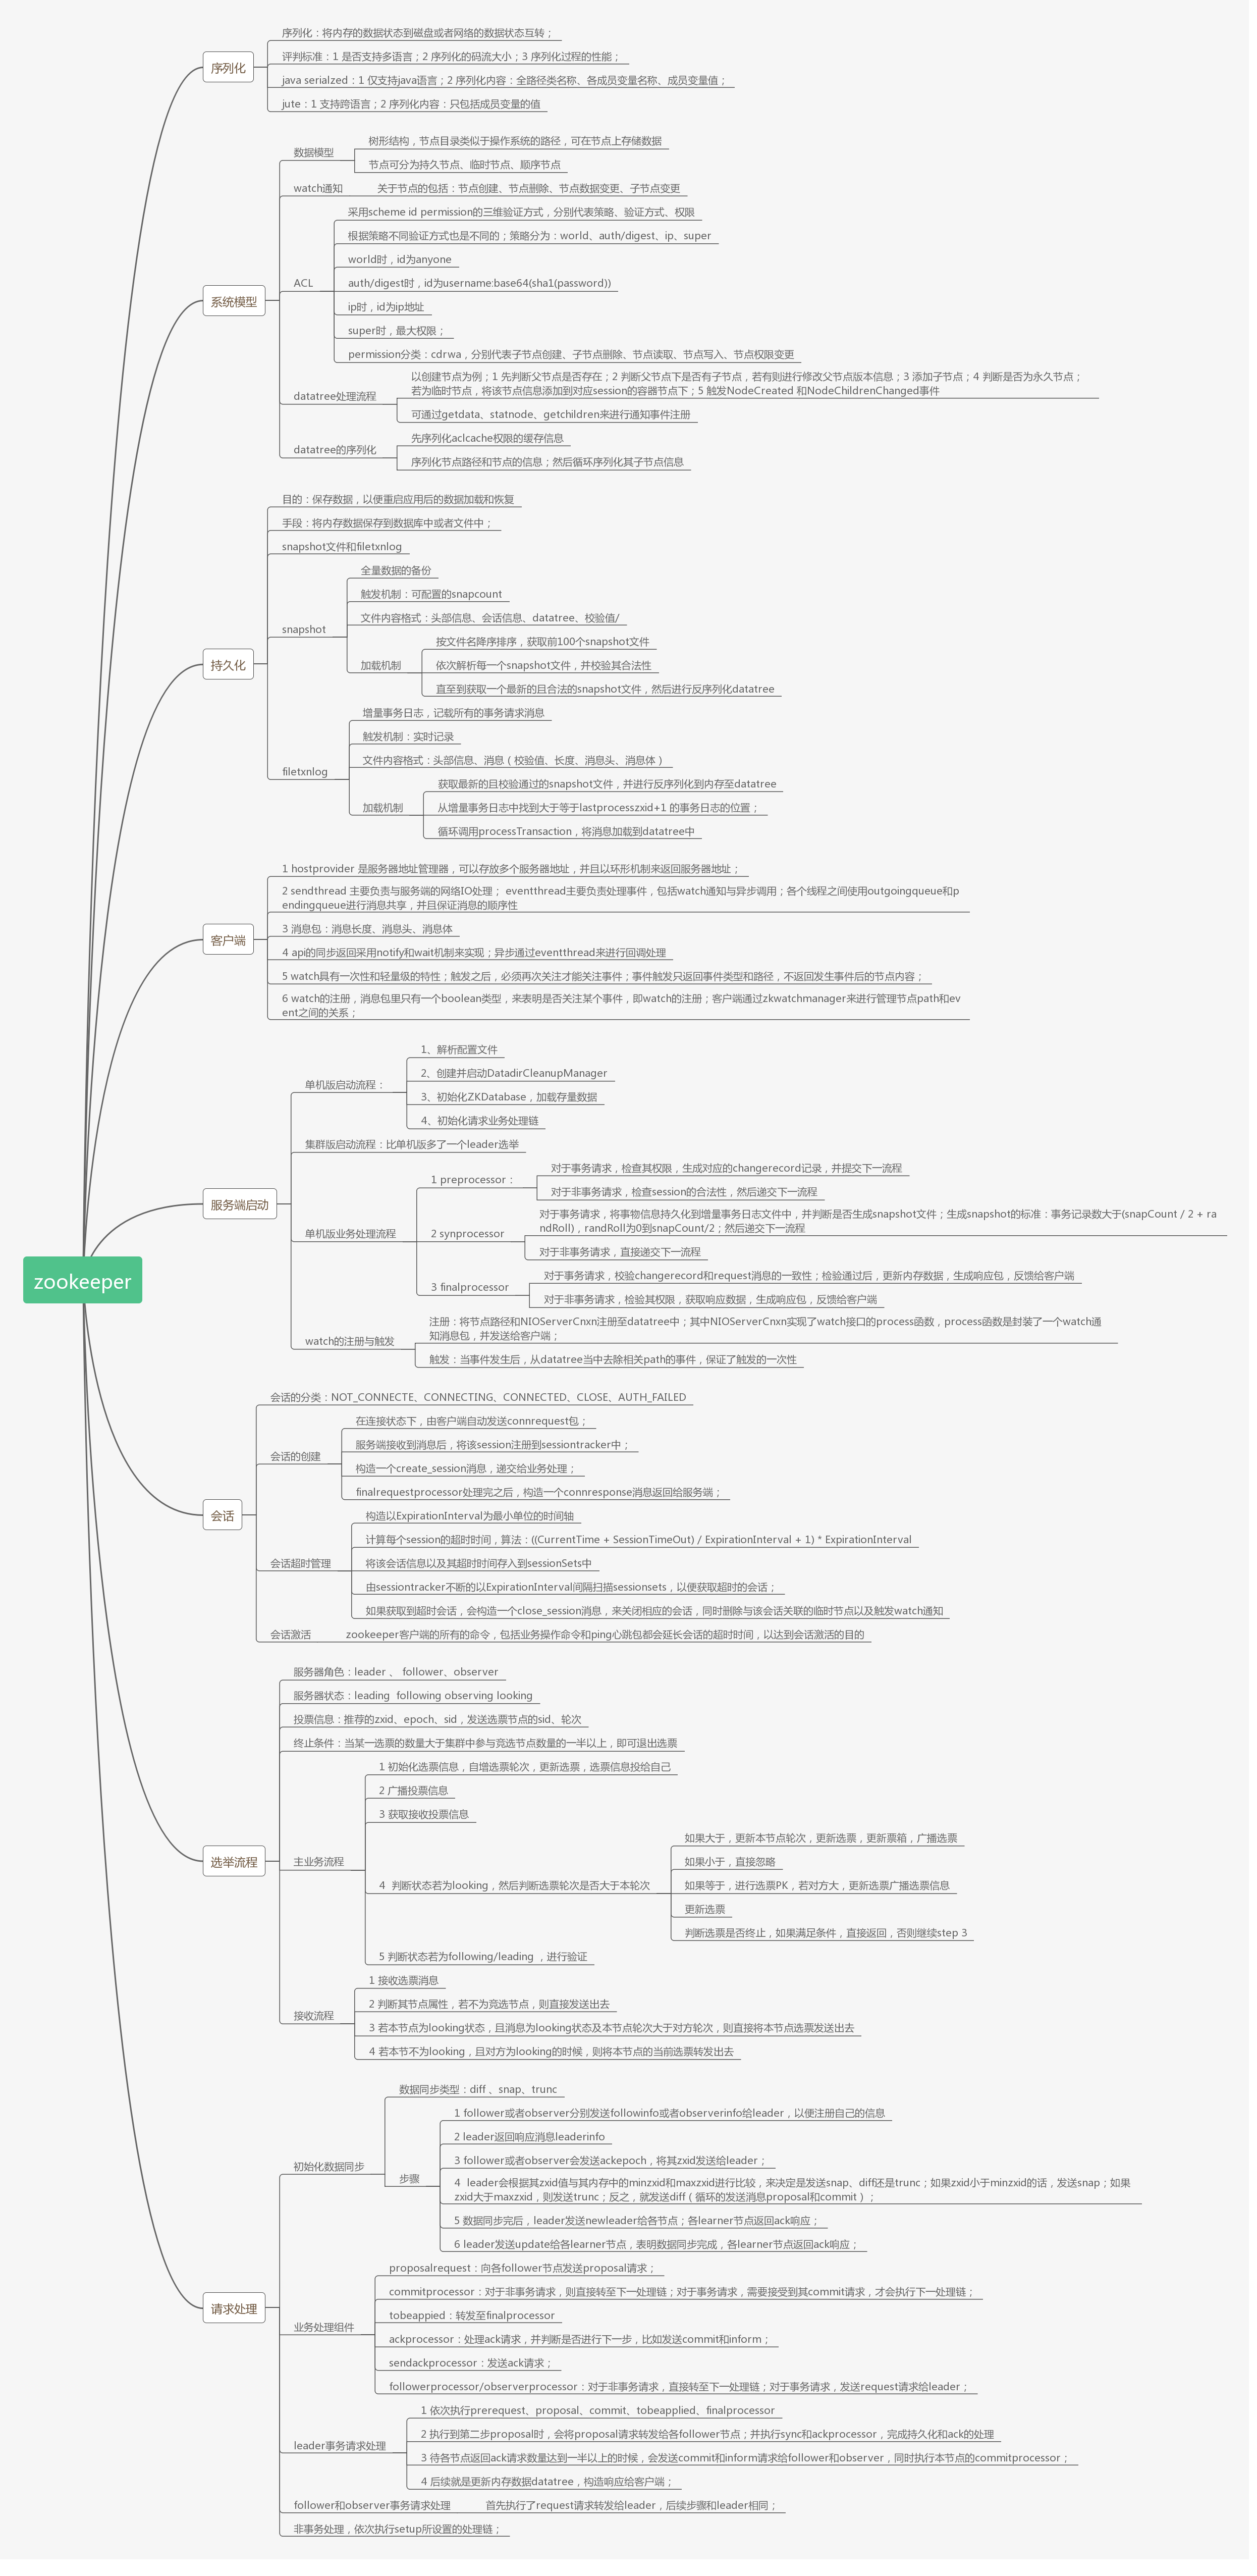 zookeeper
序列化
序列化：将内存的数据状态到磁盘或者网络的数据状态互转；
评判标准：1 是否支持多语言；2 序列化的码流大小；3 序列化过程的性能；
java serialzed：1 仅支持java语言；2 序列化内容：全路径类名称、各成员变量名称、成员变量值；
jute：1 支持跨语言；2 序列化内容：只包括成员变量的值
系统模型
数据模型
树形结构，节点目录类似于操作系统的路径，可在节点上存储数据
节点可分为持久节点、临时节点、顺序节点
watch通知
关于节点的包括：节点创建、节点删除、节点数据变更、子节点变更
ACL
采用scheme id permission的三维验证方式，分别代表策略、验证方式、权限
根据策略不同验证方式也是不同的；策略分为：world、auth/digest、ip、super
world时，id为anyone
auth/digest时，id为username:base64(sha1(password))
ip时，id为ip地址
super时，最大权限；
permission分类：cdrwa，分别代表子节点创建、子节点删除、节点读取、节点写入、节点权限变更
datatree处理流程
以创建节点为例；1 先判断父节点是否存在；2 判断父节点下是否有子节点，若有则进行修改父节点版本信息；3 添加子节点；4 判断是否为永久节点；
若为临时节点，将该节点信息添加到对应session的容器节点下；5 触发NodeCreated 和NodeChildrenChanged事件
可通过getdata、statnode、getchildren来进行通知事件注册
datatree的序列化
先序列化aclcache权限的缓存信息
序列化节点路径和节点的信息；然后循环序列化其子节点信息
持久化
目的：保存数据，以便重启应用后的数据加载和恢复
手段：将内存数据保存到数据库中或者文件中；
snapshot文件和filetxnlog
snapshot
全量数据的备份
触发机制：可配置的snapcount
文件内容格式：头部信息、会话信息、datatree、校验值/
加载机制
按文件名降序排序，获取前100个snapshot文件
依次解析每一个snapshot文件，并校验其合法性
直至到获取一个最新的且合法的snapshot文件，然后进行反序列化datatree
filetxnlog
增量事务日志，记载所有的事务请求消息
触发机制：实时记录
文件内容格式：头部信息、消息（校验值、长度、消息头、消息体）
加载机制
获取最新的且校验通过的snapshot文件，并进行反序列化到内存至datatree
从增量事务日志中找到大于等于lastprocesszxid+1 的事务日志的位置；
循环调用processTransaction，将消息加载到datatree中
客户端
1 hostprovider 是服务器地址管理器，可以存放多个服务器地址，并且以环形机制来返回服务器地址；
2 sendthread 主要负责与服务端的网络IO处理； eventthread主要负责处理事件，包括watch通知与异步调用；各个线程之间使用outgoingqueue和p
endingqueue进行消息共享，并且保证消息的顺序性
3 消息包：消息长度、消息头、消息体
4 api的同步返回采用notify和wait机制来实现；异步通过eventthread来进行回调处理
5 watch具有一次性和轻量级的特性；触发之后，必须再次关注才能关注事件；事件触发只返回事件类型和路径，不返回发生事件后的节点内容；
6 watch的注册，消息包里只有一个boolean类型，来表明是否关注某个事件，即watch的注册；客户端通过zkwatchmanager来进行管理节点path和ev
ent之间的关系；
服务端启动
单机版启动流程：
1、解析配置文件
2、创建并启动DatadirCleanupManager
3、初始化ZKDatabase，加载存量数据
4、初始化请求业务处理链
集群版启动流程：比单机版多了一个leader选举
单机版业务处理流程
1 preprocessor：
对于事务请求，检查其权限，生成对应的changerecord记录，并提交下一流程
对于非事务请求，检查session的合法性，然后递交下一流程
2 synprocessor
对于事务请求，将事物信息持久化到增量事务日志文件中，并判断是否生成snapshot文件；生成snapshot的标准：事务记录数大于(snapCount / 2 + ra
ndRoll)，randRoll为0到snapCount/2；然后递交下一流程
对于非事务请求，直接递交下一流程
3 finalprocessor
对于事务请求，校验changerecord和request消息的一致性；检验通过后，更新内存数据，生成响应包，反馈给客户端
对于非事务请求，检验其权限，获取响应数据，生成响应包，反馈给客户端
watch的注册与触发
注册：将节点路径和NIOServerCnxn注册至datatree中；其中NIOServerCnxn实现了watch接口的process函数，process函数是封装了一个watch通
知消息包，并发送给客户端；
触发：当事件发生后，从datatree当中去除相关path的事件，保证了触发的一次性
会话
会话的分类：NOT_CONNECTE、CONNECTING、CONNECTED、CLOSE、AUTH_FAILED
会话的创建
在连接状态下，由客户端自动发送connrequest包；
服务端接收到消息后，将该session注册到sessiontracker中；
构造一个create_session消息，递交给业务处理；
finalrequestprocessor处理完之后，构造一个connresponse消息返回给服务端；
会话超时管理
构造以ExpirationInterval为最小单位的时间轴
计算每个session的超时时间，算法：((CurrentTime + SessionTimeOut) / ExpirationInterval + 1) * ExpirationInterval
将该会话信息以及其超时时间存入到sessionSets中
由sessiontracker不断的以ExpirationInterval间隔扫描sessionsets，以便获取超时的会话；
如果获取到超时会话，会构造一个close_session消息，来关闭相应的会话，同时删除与该会话关联的临时节点以及触发watch通知
会话激活
zookeeper客户端的所有的命令，包括业务操作命令和ping心跳包都会延长会话的超时时间，以达到会话激活的目的
选举流程
服务器角色：leader 、 follower、observer
服务器状态：leading  following observing looking
投票信息：推荐的zxid、epoch、sid，发送选票节点的sid、轮次
终止条件：当某一选票的数量大于集群中参与竞选节点数量的一半以上，即可退出选票
主业务流程
1 初始化选票信息，自增选票轮次，更新选票，选票信息投给自己
2 广播投票信息
3 获取接收投票信息
4  判断状态若为looking，然后判断选票轮次是否大于本轮次
如果大于，更新本节点轮次，更新选票，更新票箱，广播选票
如果小于，直接忽略
如果等于，进行选票PK，若对方大，更新选票广播选票信息
更新选票
判断选票是否终止，如果满足条件，直接返回，否则继续step 3
5 判断状态若为following/leading ，进行验证
接收流程
1 接收选票消息
2 判断其节点属性，若不为竞选节点，则直接发送出去
3 若本节点为looking状态，且消息为looking状态及本节点轮次大于对方轮次，则直接将本节点选票发送出去
4 若本节不为looking，且对方为looking的时候，则将本节点的当前选票转发出去
请求处理
初始化数据同步
数据同步类型：diff 、snap、trunc
步骤
1 follower或者observer分别发送followinfo或者observerinfo给leader，以便注册自己的信息
2 leader返回响应消息leaderinfo
3 follower或者observer会发送ackepoch，将其zxid发送给leader；
4  leader会根据其zxid值与其内存中的minzxid和maxzxid进行比较，来决定是发送snap、diff还是trunc；如果zxid小于minzxid的话，发送snap；如果
zxid大于maxzxid，则发送trunc；反之，就发送diff（循环的发送消息proposal和commit）；
5 数据同步完后，leader发送newleader给各节点；各learner节点返回ack响应；
6 leader发送update给各learner节点，表明数据同步完成，各learner节点返回ack响应；
业务处理组件
proposalrequest：向各follower节点发送proposal请求；
commitprocessor：对于非事务请求，则直接转至下一处理链；对于事务请求，需要接受到其commit请求，才会执行下一处理链；
tobeappied：转发至finalprocessor
ackprocessor：处理ack请求，并判断是否进行下一步，比如发送commit和inform；
sendackprocessor：发送ack请求；
followerprocessor/observerprocessor：对于非事务请求，直接转至下一处理链；对于事务请求，发送request请求给leader；
leader事务请求处理
1 依次执行prerequest、proposal、commit、tobeapplied、finalprocessor
2 执行到第二步proposal时，会将proposal请求转发给各follower节点；并执行sync和ackprocessor，完成持久化和ack的处理
3 待各节点返回ack请求数量达到一半以上的时候，会发送commit和inform请求给follower和observer，同时执行本节点的commitprocessor；
4 后续就是更新内存数据datatree，构造响应给客户端；
follower和observer事务请求处理
首先执行了request请求转发给leader，后续步骤和leader相同；
非事务处理，依次执行setup所设置的处理链；